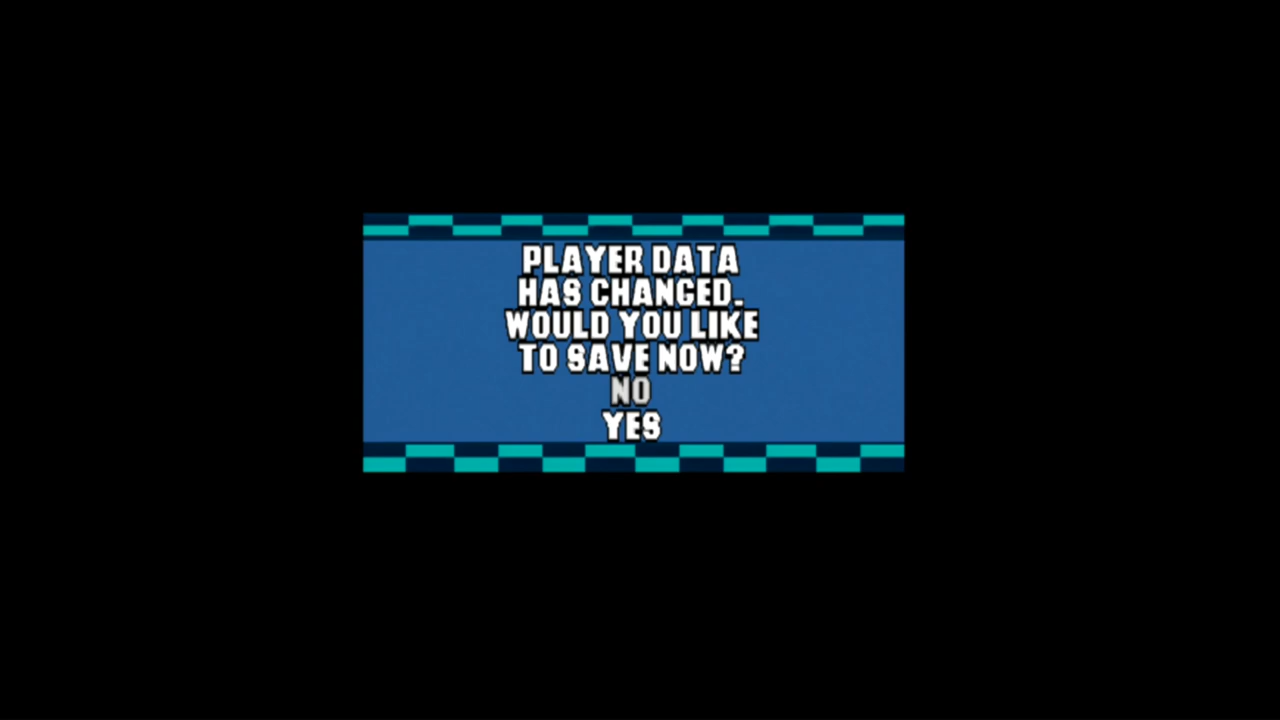 PLAYER DATA
HAS CHANGED.
WOULD YOU LIKE
TO SAVE NOW?
NO
YES